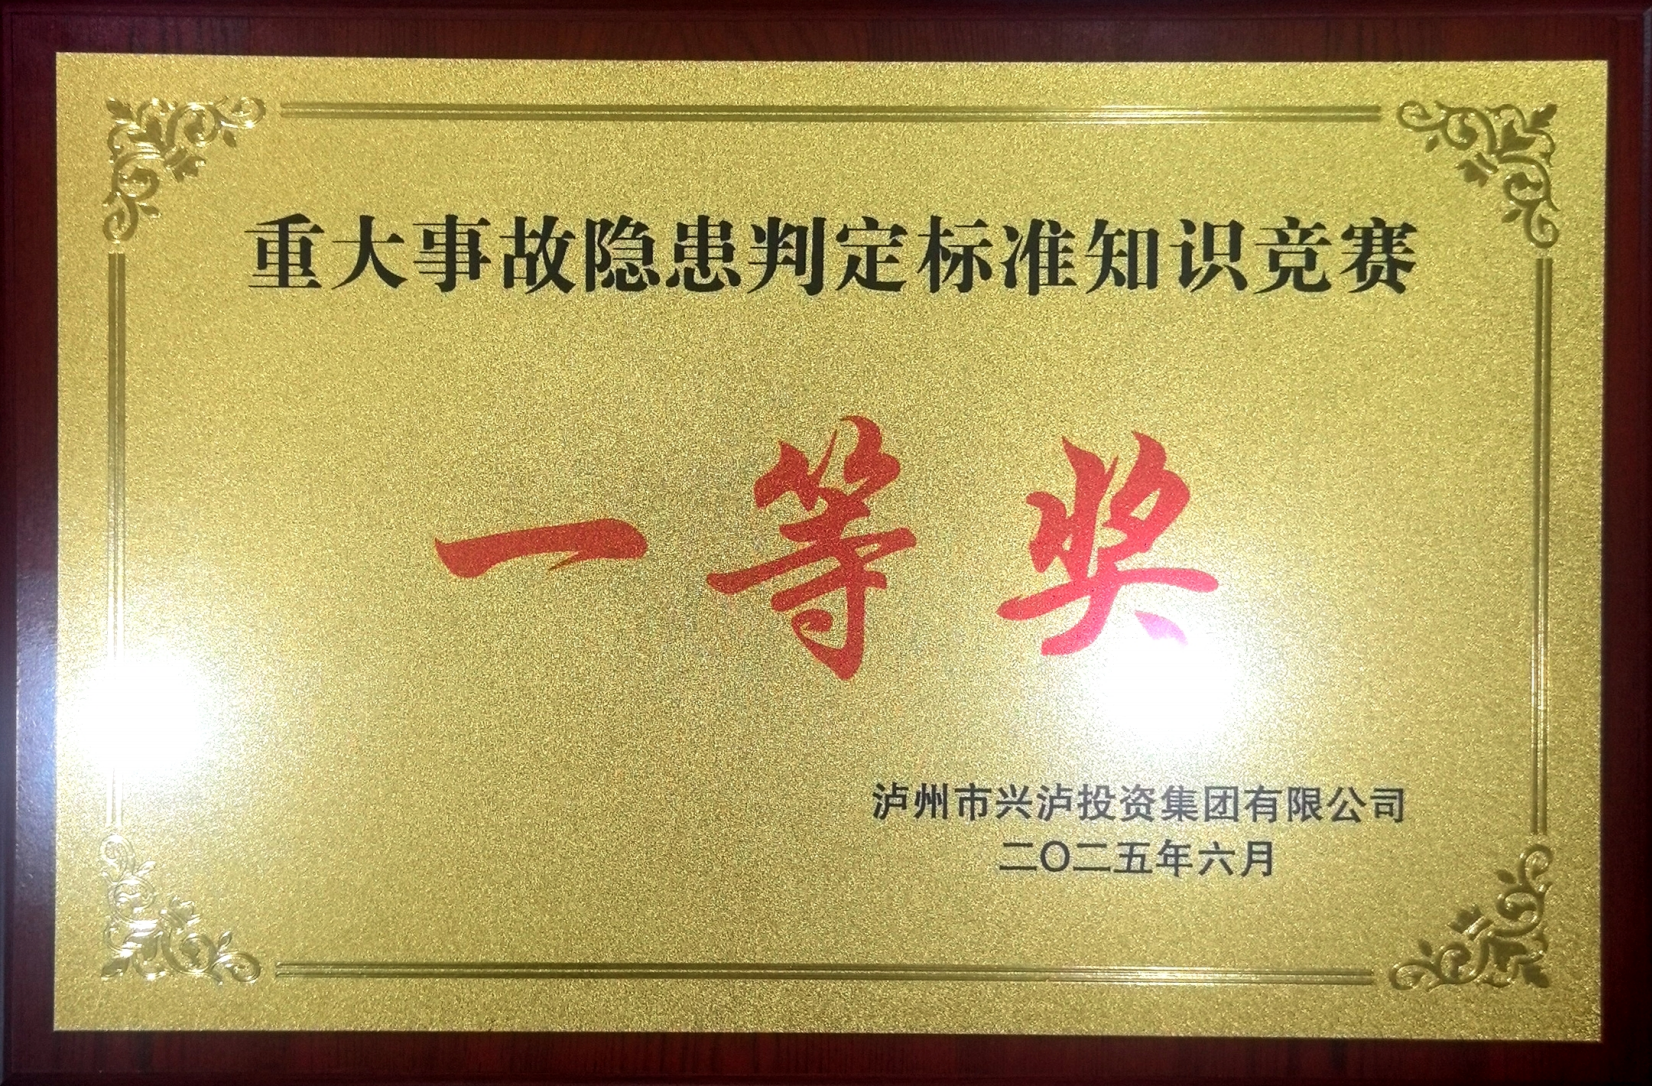 重大事故隐患判定标准知识竞赛
一等奖
泸州市兴泸投资集团有限公司
二〇二五年六月